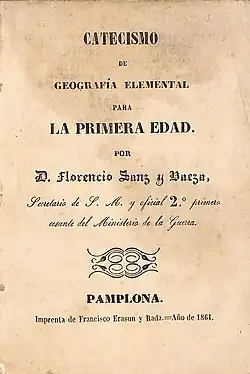 CATECISMO
DE
GEOGRAFÍA ELEMENTAL
PARA
LA PRIMERA EDAD.
POR
D. Florencio Sanz y Baeza,
Secretario de S. M. y oficial 2.º primero
cesante del Ministerio de la Guerra.
PAMPLONA.
Imprenta de Francisco Erasun y Rada.=Año de 1861.